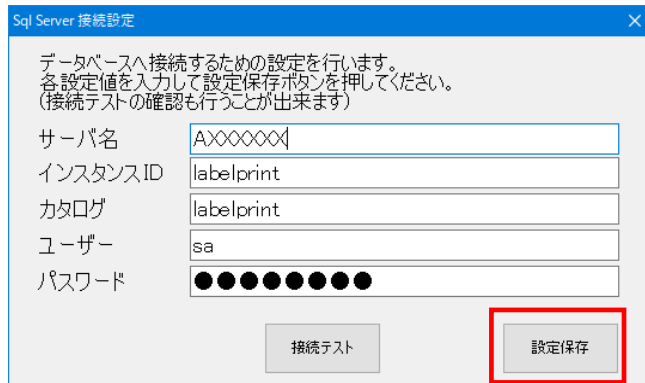 Sql Server 接続設定
データベースへ接続するための設定を行います。
各設定値を入力して設定保存ボタンを押してください。
(接続テストの確認も行うことが出来ます)
サーバ名 AXXXXXX
インスタンスID labelprint
カタログ labelprint
ユーザー sa
パスワード ●●●●●●●●
接続テスト 設定保存